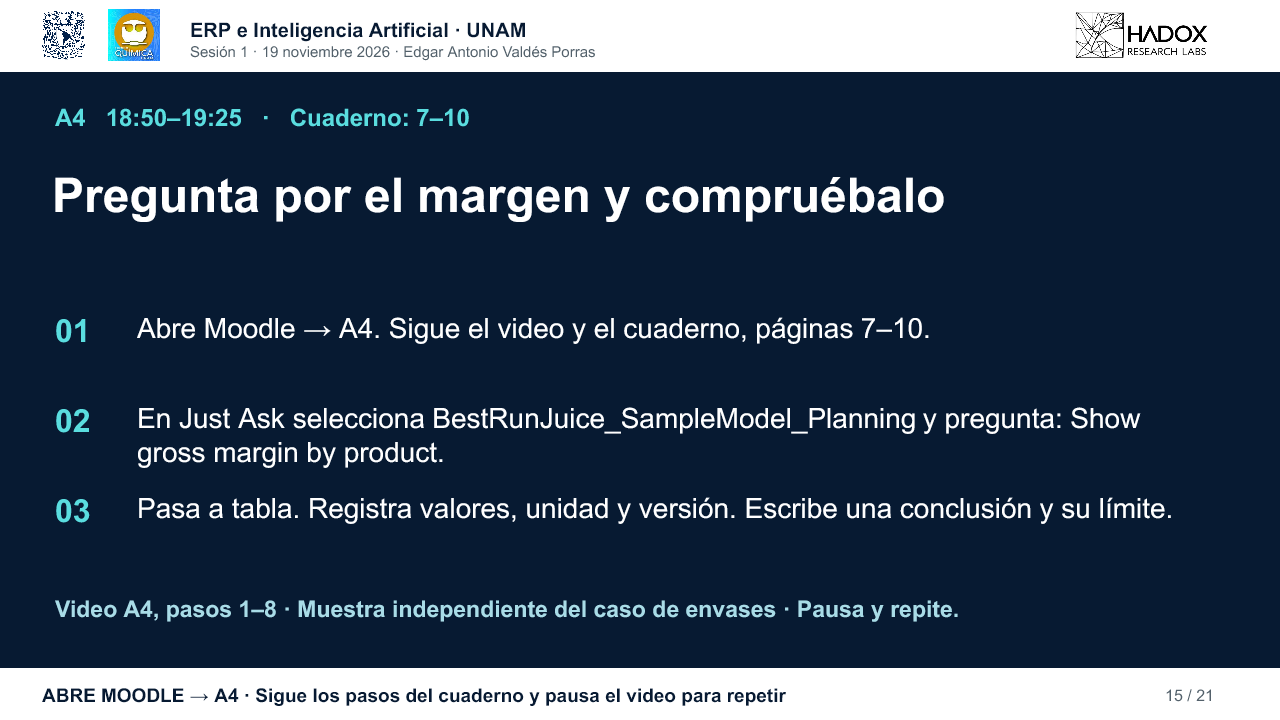 ERP e Inteligencia Artificial · UNAM
Sesión 1 · 19 noviembre 2026 · Edgar Antonio Valdés Porras
QUÍMICA
HADOX
RESEARCH LABS
A4 18:50–19:25 · Cuaderno: 7–10
Pregunta por el margen y compruébalo
01 Abre Moodle → A4. Sigue el video y el cuaderno, páginas 7–10.
02 En Just Ask selecciona BestRunJuice_SampleModel_Planning y pregunta: Show
gross margin by product.
03 Pasa a tabla. Registra valores, unidad y versión. Escribe una conclusión y su límite.
Video A4, pasos 1–8 · Muestra independiente del caso de envases · Pausa y repite.
ABRE MOODLE → A4 · Sigue los pasos del cuaderno y pausa el video para repetir
15 / 21